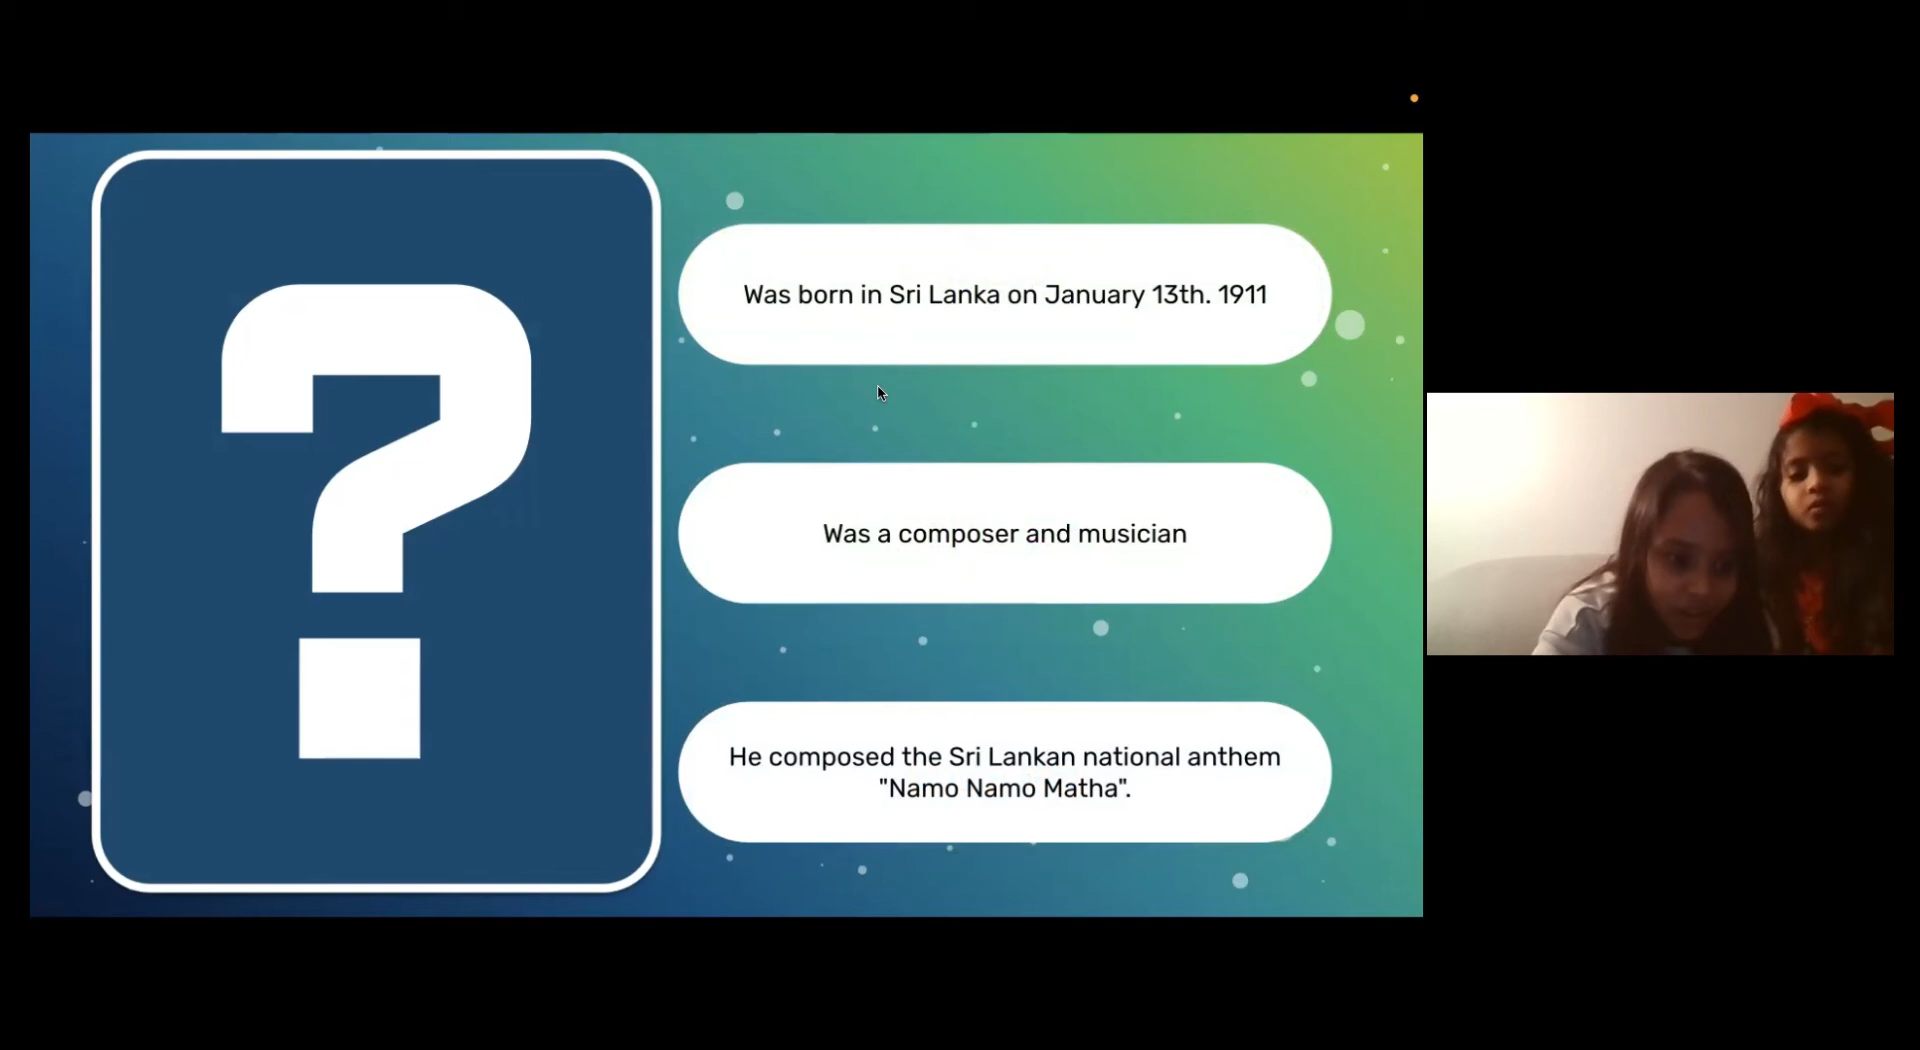 Was born in Sri Lanka on January 13th. 1911
Was a composer and musician
He composed the Sri Lankan national anthem
"Namo Namo Matha".